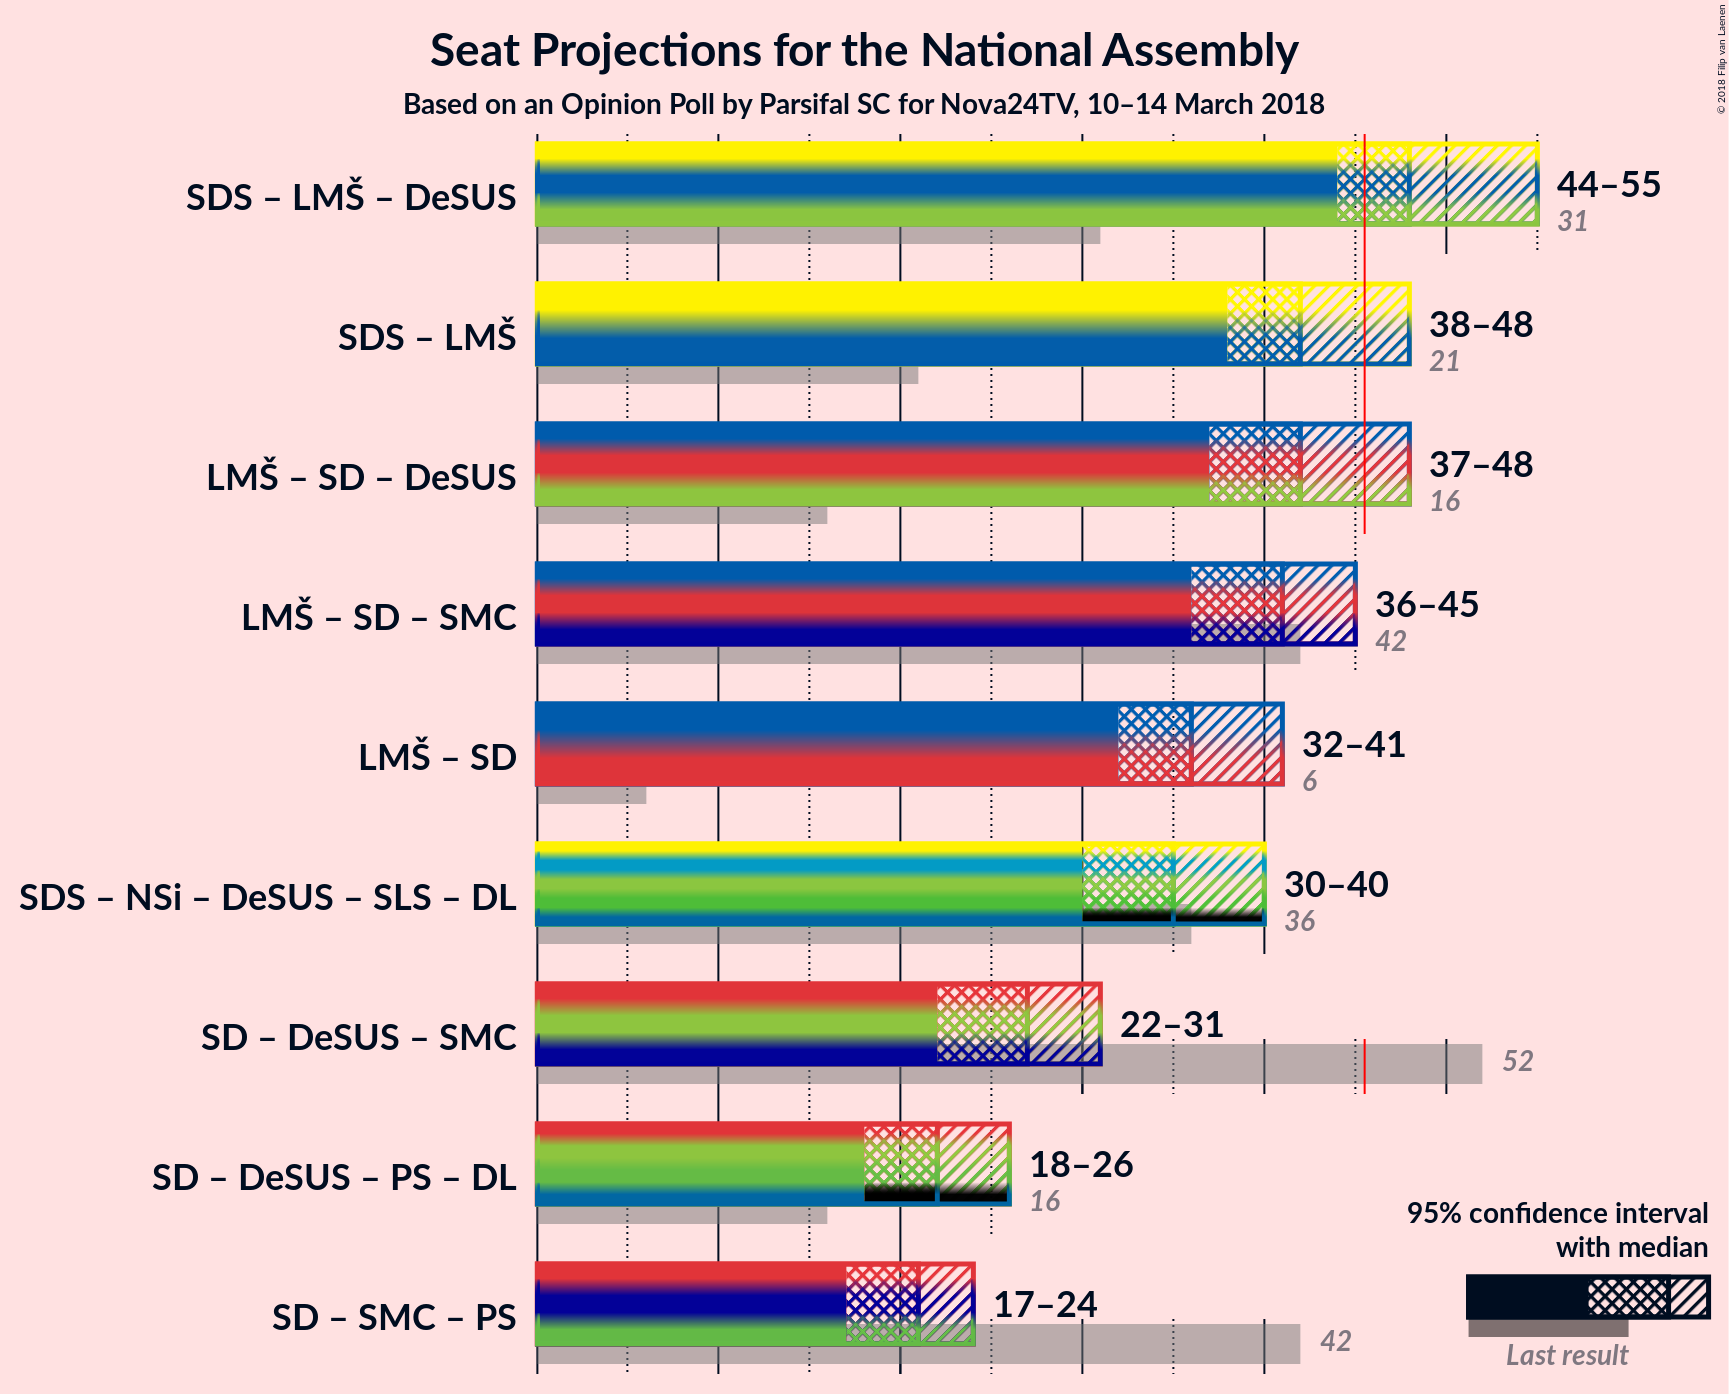 Seat Projections for the National Assembly
Based on an Opinion Poll by Parsifal SC for Nova24TV, 10–14 March 2018
© 2018 Filip van Laenen
SDS – LMŠ – DeSUS
44–55
31
SDS – LMŠ
38–48
21
LMŠ – SD – DeSUS
37–48
16
LMŠ – SD – SMC
36–45
42
LMŠ – SD
32–41
6
SDS – NSi – DeSUS – SLS – DL
30–40
36
SD – DeSUS – SMC
22–31
52
SD – DeSUS – PS – DL
18–26
16
SD – SMC – PS
17–24
42
95% confidence interval
with median
Last result